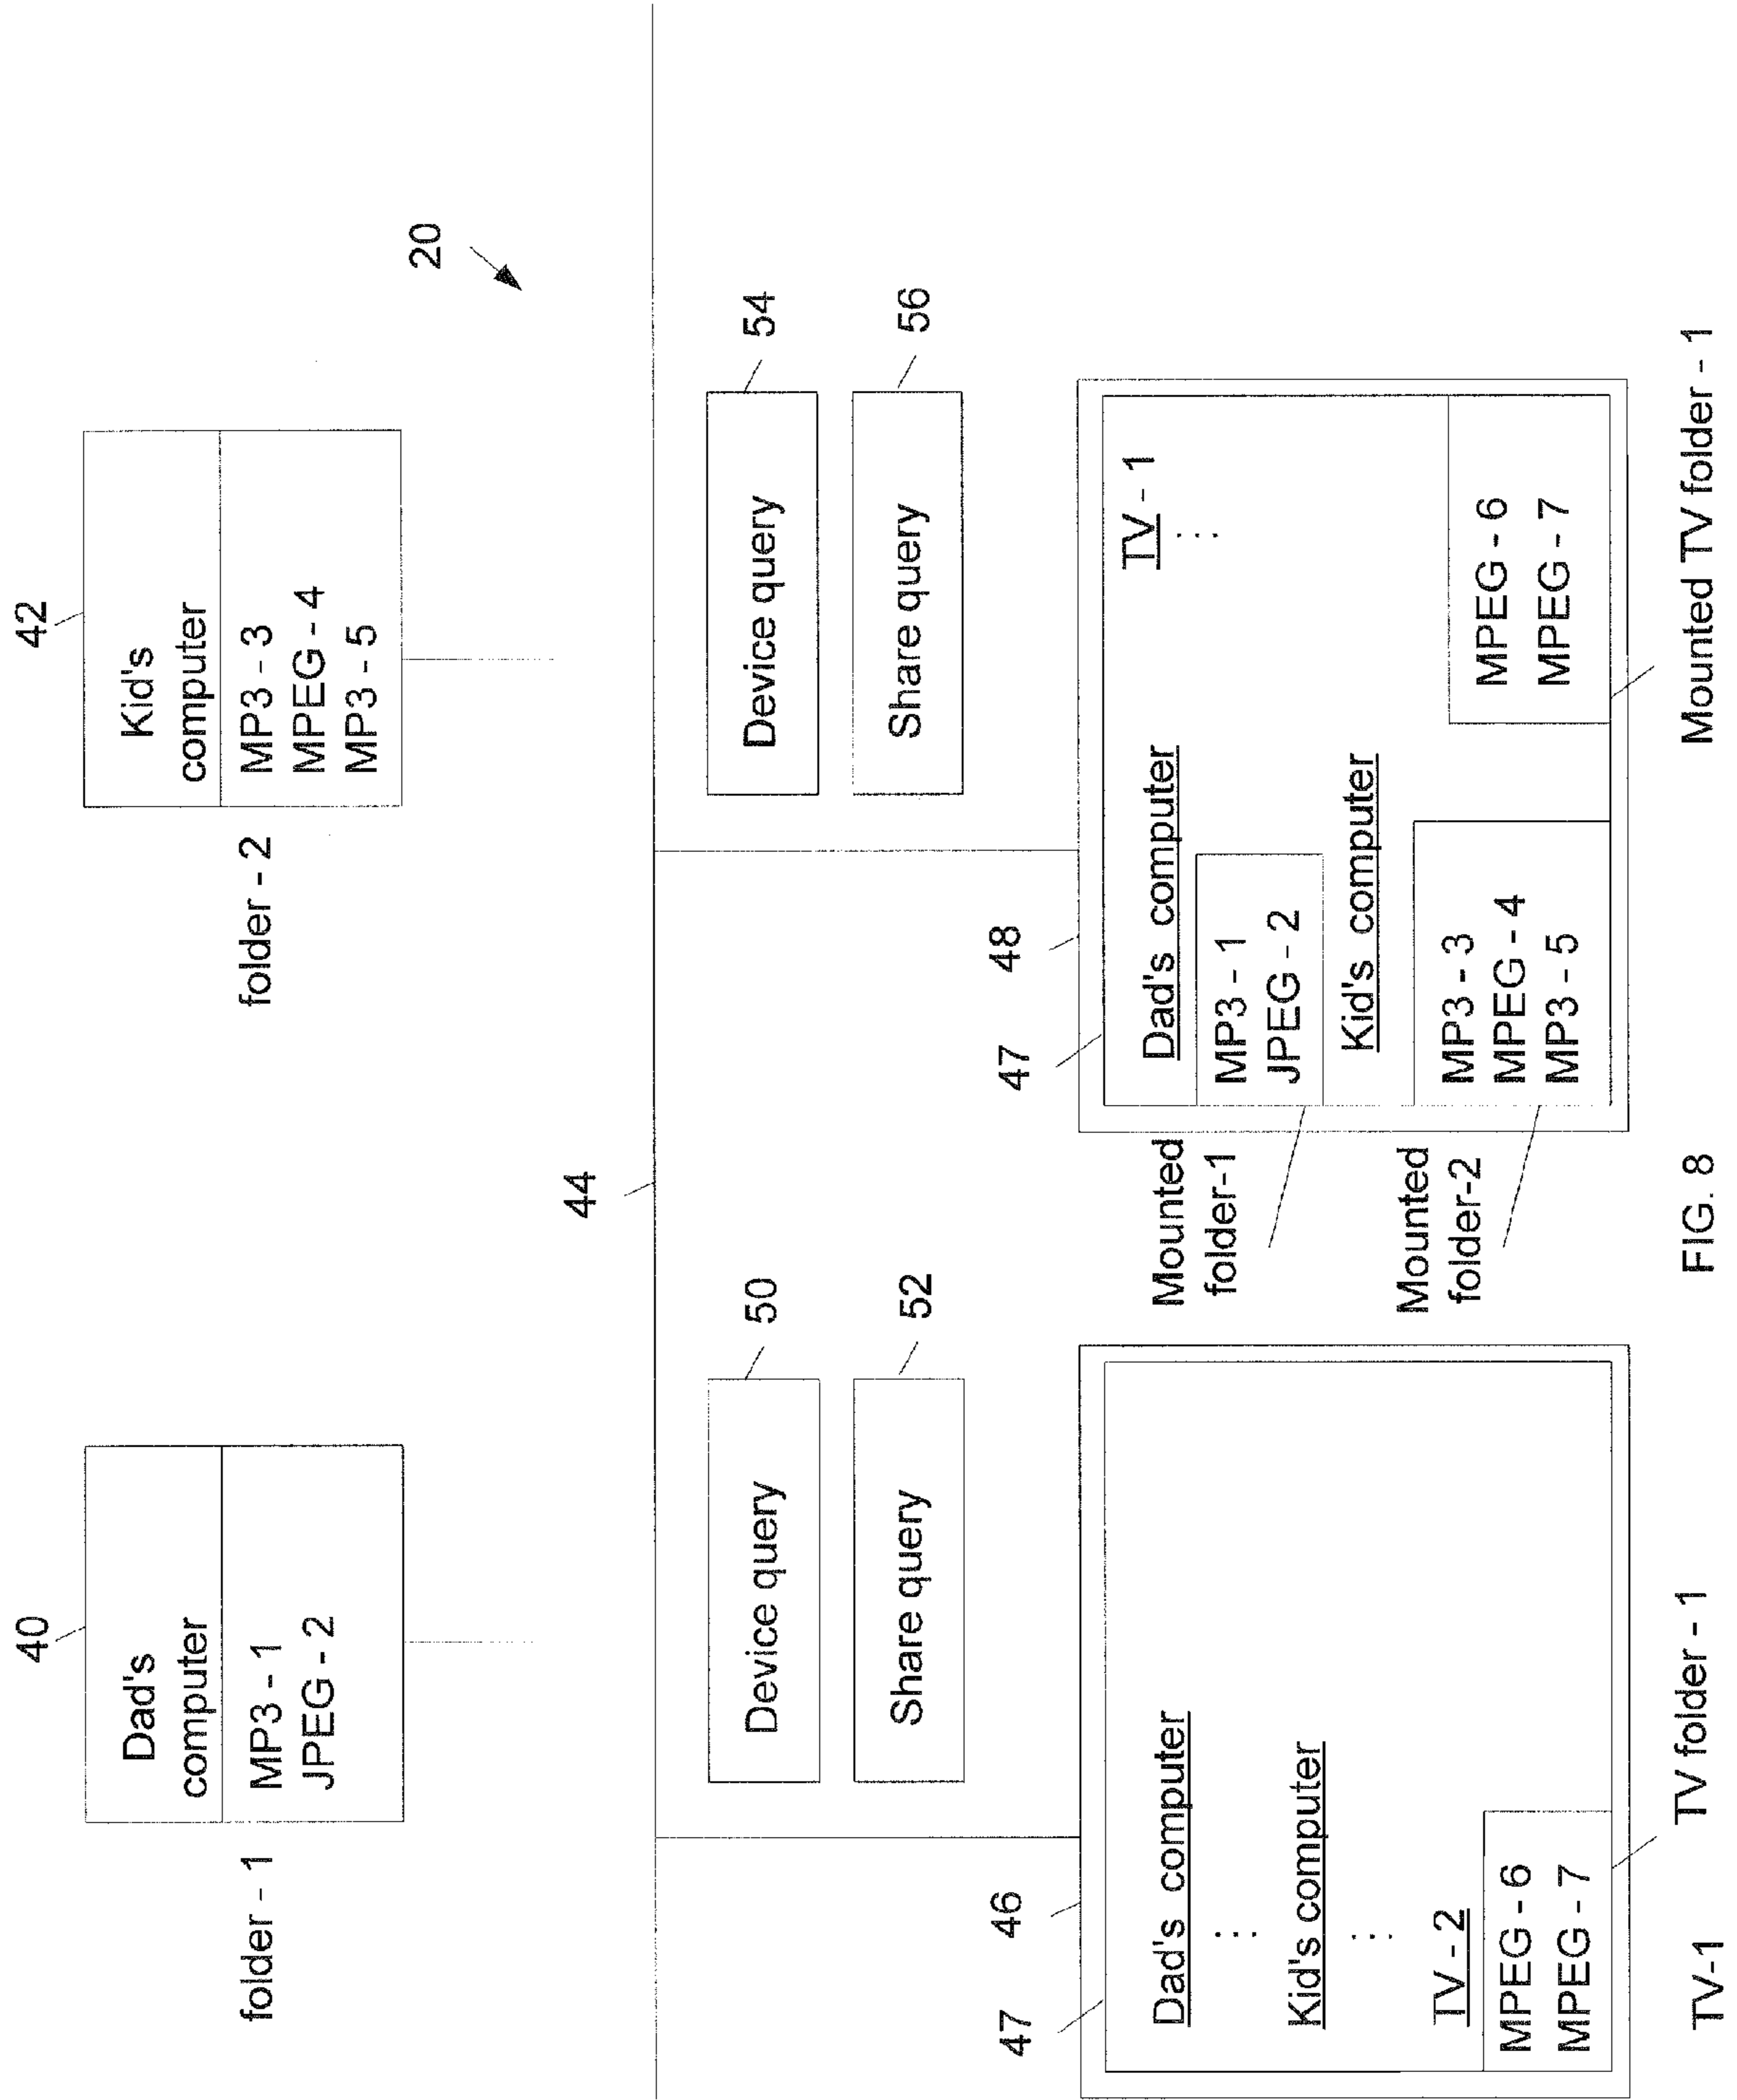 40
Dad's
computer
MP3 - 1
JPEG - 2
folder - 1
42
Kid's
computer
MP3 - 3
MPEG - 4
MP3 - 5
folder - 2
20
44
Device query
50
Share query
52
Device query
54
Share query
56
47
46
Dad's computer
⋮
Kid's computer
⋮
TV - 2
MPEG - 6
MPEG - 7
TV folder - 1
TV-1
47
48
Dad's computer
MP3 - 1
JPEG - 2
Kid's computer
MP3 - 3
MPEG - 4
MP3 - 5
TV - 1
⋮
MPEG - 6
MPEG - 7
Mounted
folder-1
Mounted
folder-2
Mounted TV folder - 1
FIG. 8